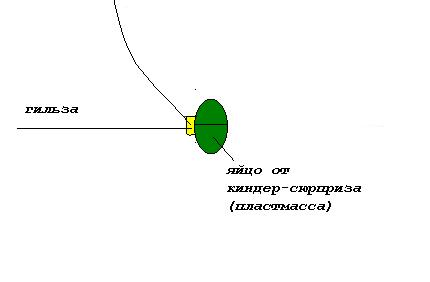 гильза
яйцо от
киндер-сюрприза
(пластмасса)